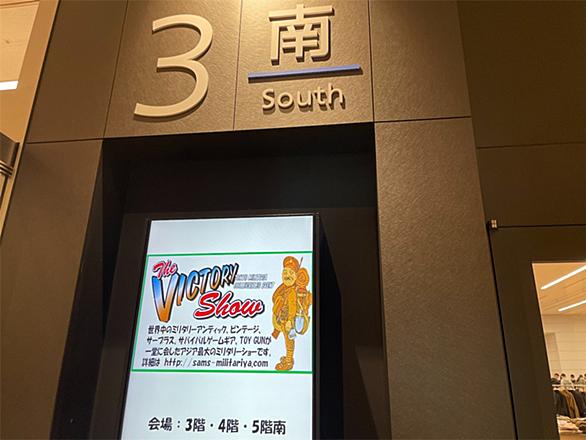 3
南
South
The
VICTORY
Show
世界中のミリタリーアンティック、ビンテージ、
サープラス、サバイバルゲームギア、TOY GUNが
一堂に会したアジア最大のミリタリーショーです。
詳細は http://sams-militariya.com
会場：3階・4階・5階南